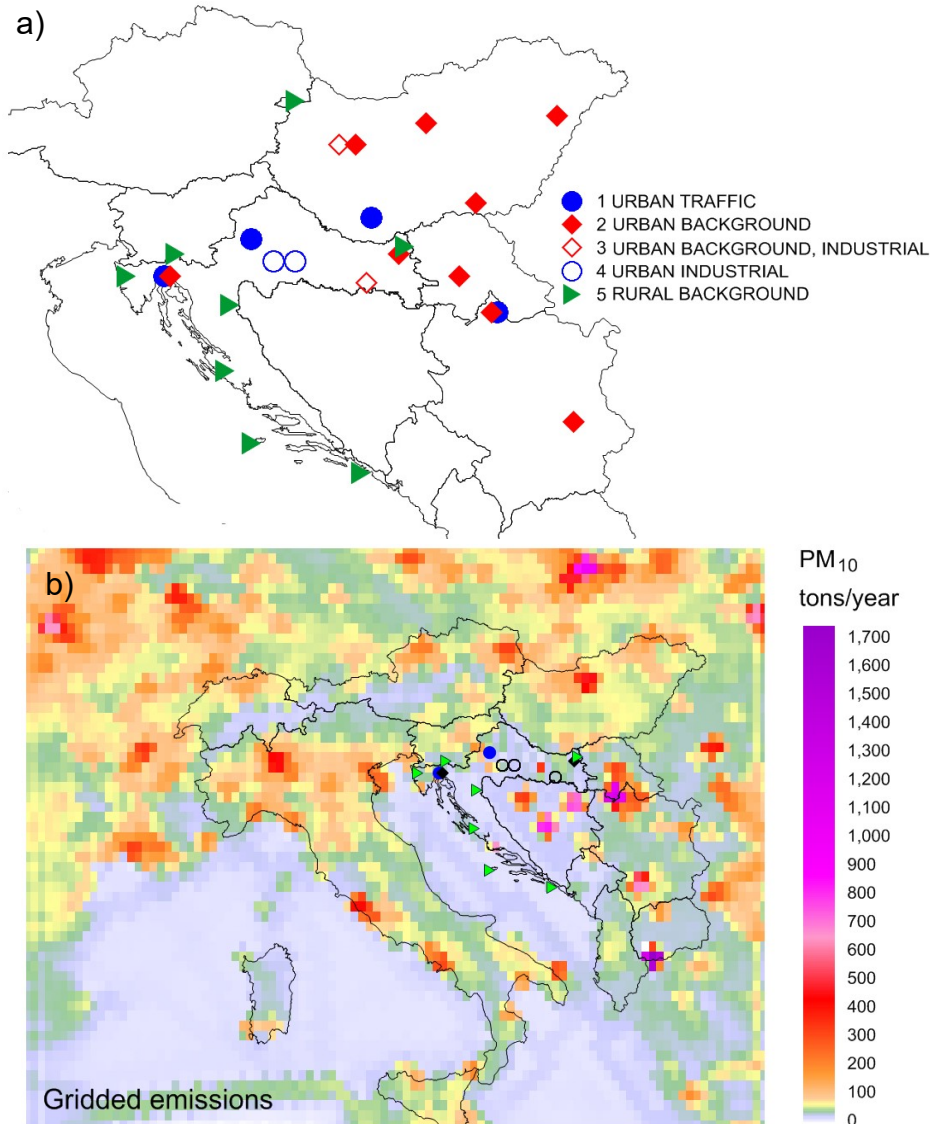 a)
1 URBAN TRAFFIC
2 URBAN BACKGROUND
3 URBAN BACKGROUND, INDUSTRIAL
4 URBAN INDUSTRIAL
5 RURAL BACKGROUND
b)
PM₁₀
tons/year
1,700
1,600
1,500
1,400
1,300
1,200
1,100
1,000
900
800
700
600
500
400
300
200
100
0
Gridded emissions